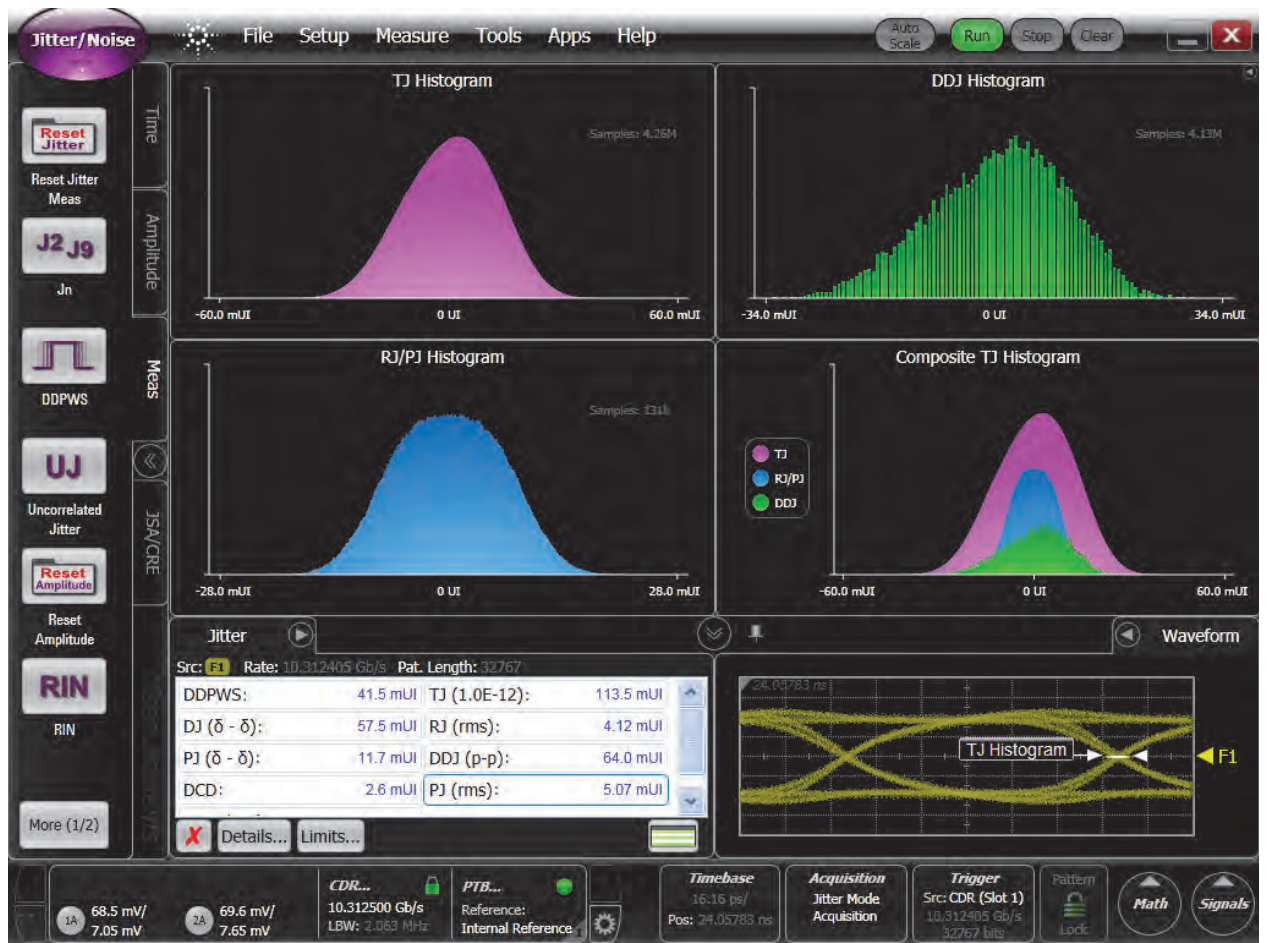 Jitter/Noise
File Setup Measure Tools Apps Help
Auto Scale
Run
Stop
Clear
X
Reset Jitter
Reset Jitter Meas
J2 J9
Jn
DDPWS
UJ
Uncorrelated Jitter
Reset Amplitude
Reset Amplitude
RIN
RIN
More (1/2)
Time
Amplitude
Meas
JSA/CRE
TJ Histogram
Samples: 4.26M
-60.0 mUI 0 UI 60.0 mUI
DDJ Histogram
Samples: 4.13M
-34.0 mUI 0 UI 34.0 mUI
RJ/PJ Histogram
Samples: 131k
-28.0 mUI 0 UI 28.0 mUI
Composite TJ Histogram
TJ
RJ/PJ
DDJ
-60.0 mUI 0 UI 60.0 mUI
Jitter
Waveform
Src: F1 Rate: 10.312405 Gb/s Pat. Length: 32767
DDPWS: 41.5 mUI TJ (1.0E-12): 113.5 mUI
DJ (δ - δ): 57.5 mUI RJ (rms): 4.12 mUI
PJ (δ - δ): 11.7 mUI DDJ (p-p): 64.0 mUI
DCD: 2.6 mUI PJ (rms): 5.07 mUI
X Details... Limits...
24.05783 ns
TJ Histogram
F1
1A 68.5 mV/
7.05 mV
2A 69.6 mV/
7.65 mV
CDR...
10.312500 Gb/s
LBW: 2.063 MHz
PTB...
Reference:
Internal Reference
Timebase
16.16 ps/
Pos: 24.05783 ns
Acquisition
Jitter Mode
Acquisition
Trigger
Src: CDR (Slot 1)
10.312405 Gb/s
32767 bits
Pattern
Lock
Math
Signals